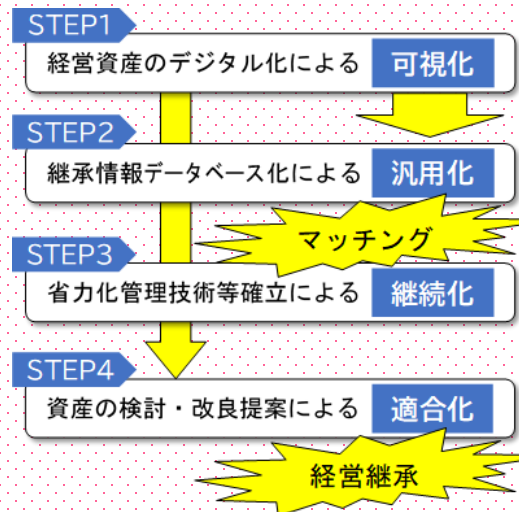 STEP1
経営資産のデジタル化による 可視化
STEP2
継承情報データベース化による 汎用化
マッチング
STEP3
省力化管理技術等確立による 継続化
STEP4
資産の検討・改良提案による 適合化
経営継承